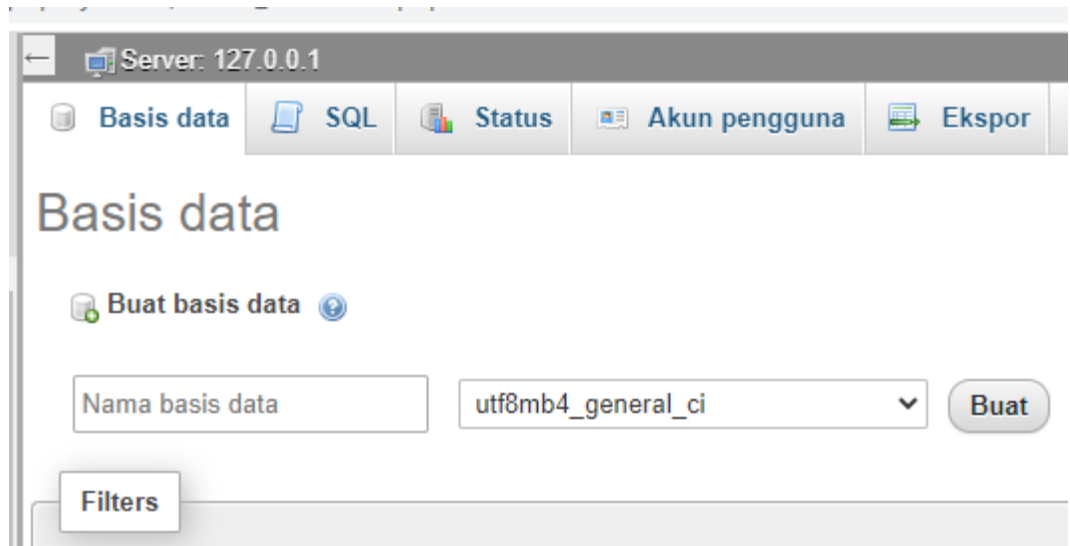 Server: 127.0.0.1
Basis data SQL Status Akun pengguna Ekspor
Basis data
Buat basis data
Nama basis data utf8mb4_general_ci Buat
Filters